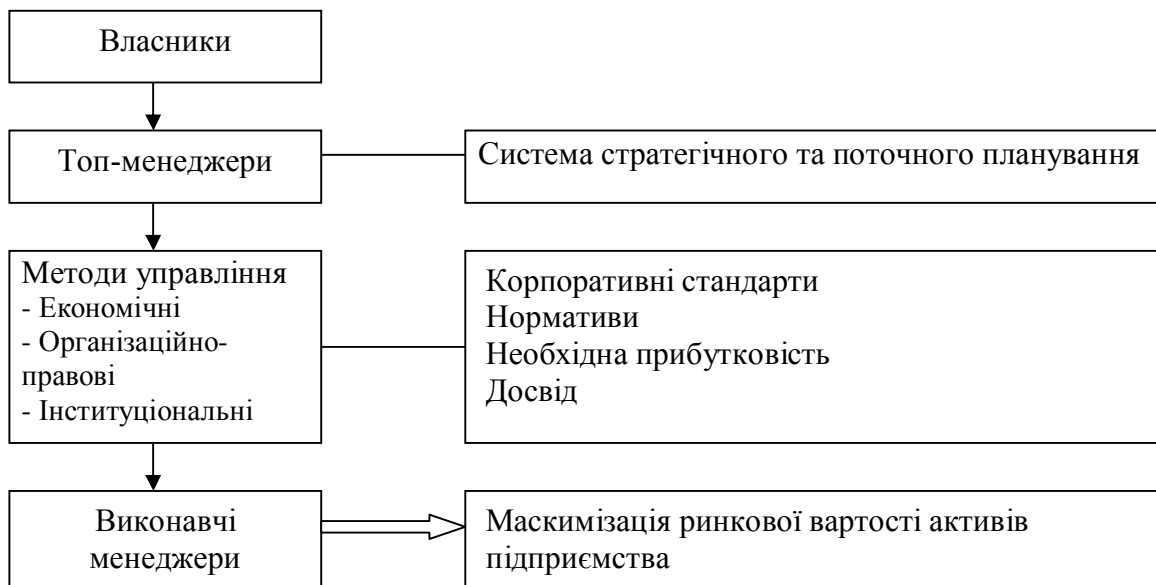 Власники
Топ-менеджери
Система стратегічного та поточного планування
Методи управління
- Економічні
- Організаційно-
правові
- Інституціональні
Корпоративні стандарти
Нормативи
Необхідна прибутковість
Досвід
Виконавчі
менеджери
Маскимізація ринкової вартості активів
підприємства